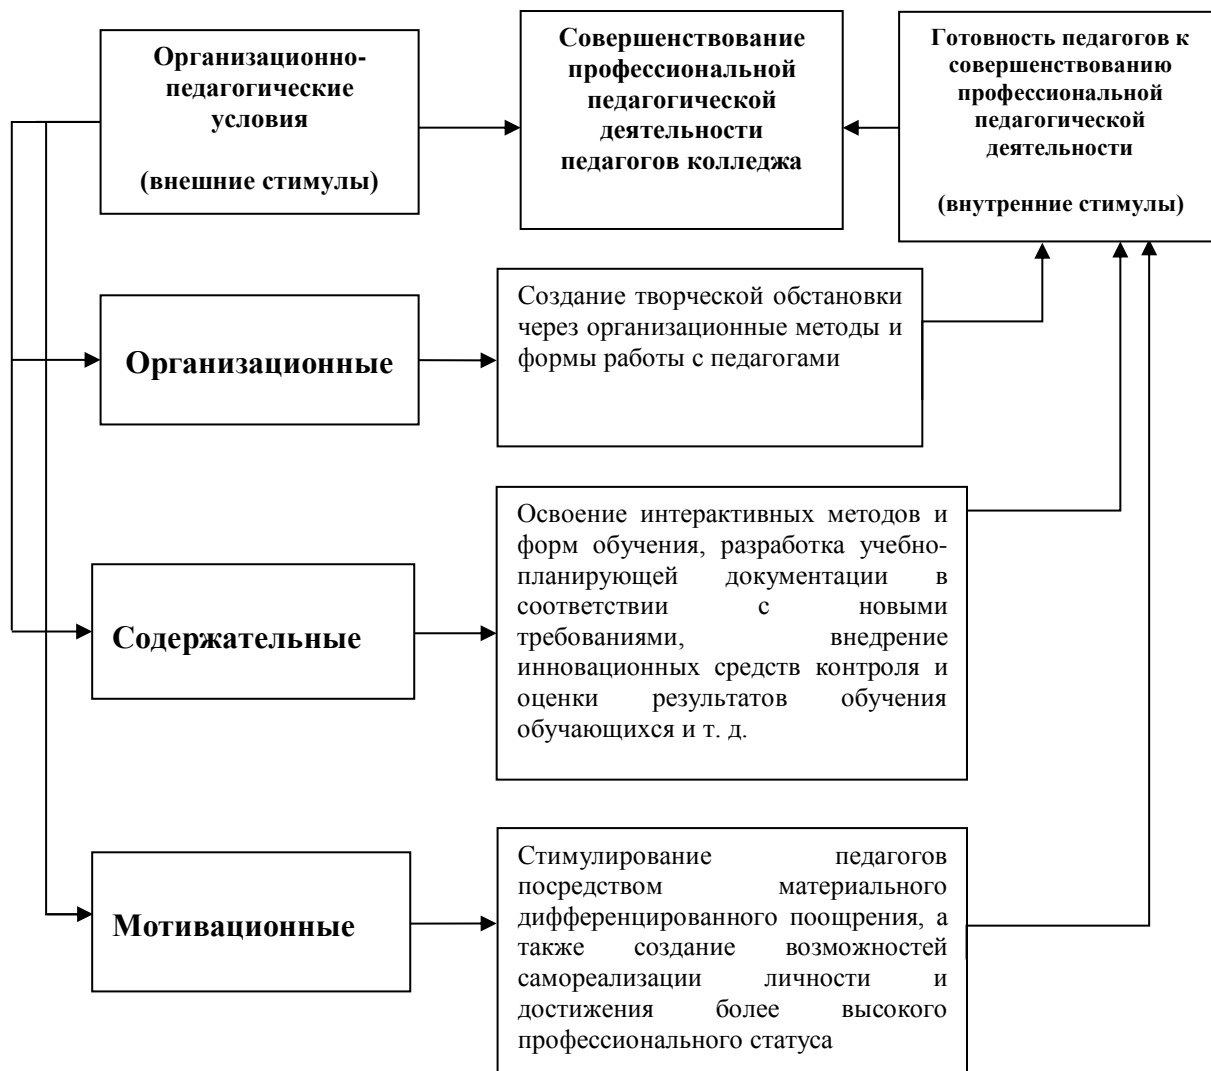 Организационно-
педагогические
условия
(внешние стимулы)
Совершенствование
профессиональной
педагогической
деятельности
педагогов колледжа
Готовность педагогов к
совершенствованию
профессиональной
педагогической
деятельности
(внутренние стимулы)
Организационные
Создание творческой обстановки
через организационные методы и
формы работы с педагогами
Содержательные
Освоение интерактивных методов и
форм обучения, разработка учебно-
планирующей документации в
соответствии с новыми
требованиями, внедрение
инновационных средств контроля и
оценки результатов обучения
обучающихся и т. д.
Мотивационные
Стимулирование педагогов
посредством материального
дифференцированного поощрения, а
также создание возможностей
самореализации личности и
достижения более высокого
профессионального статуса